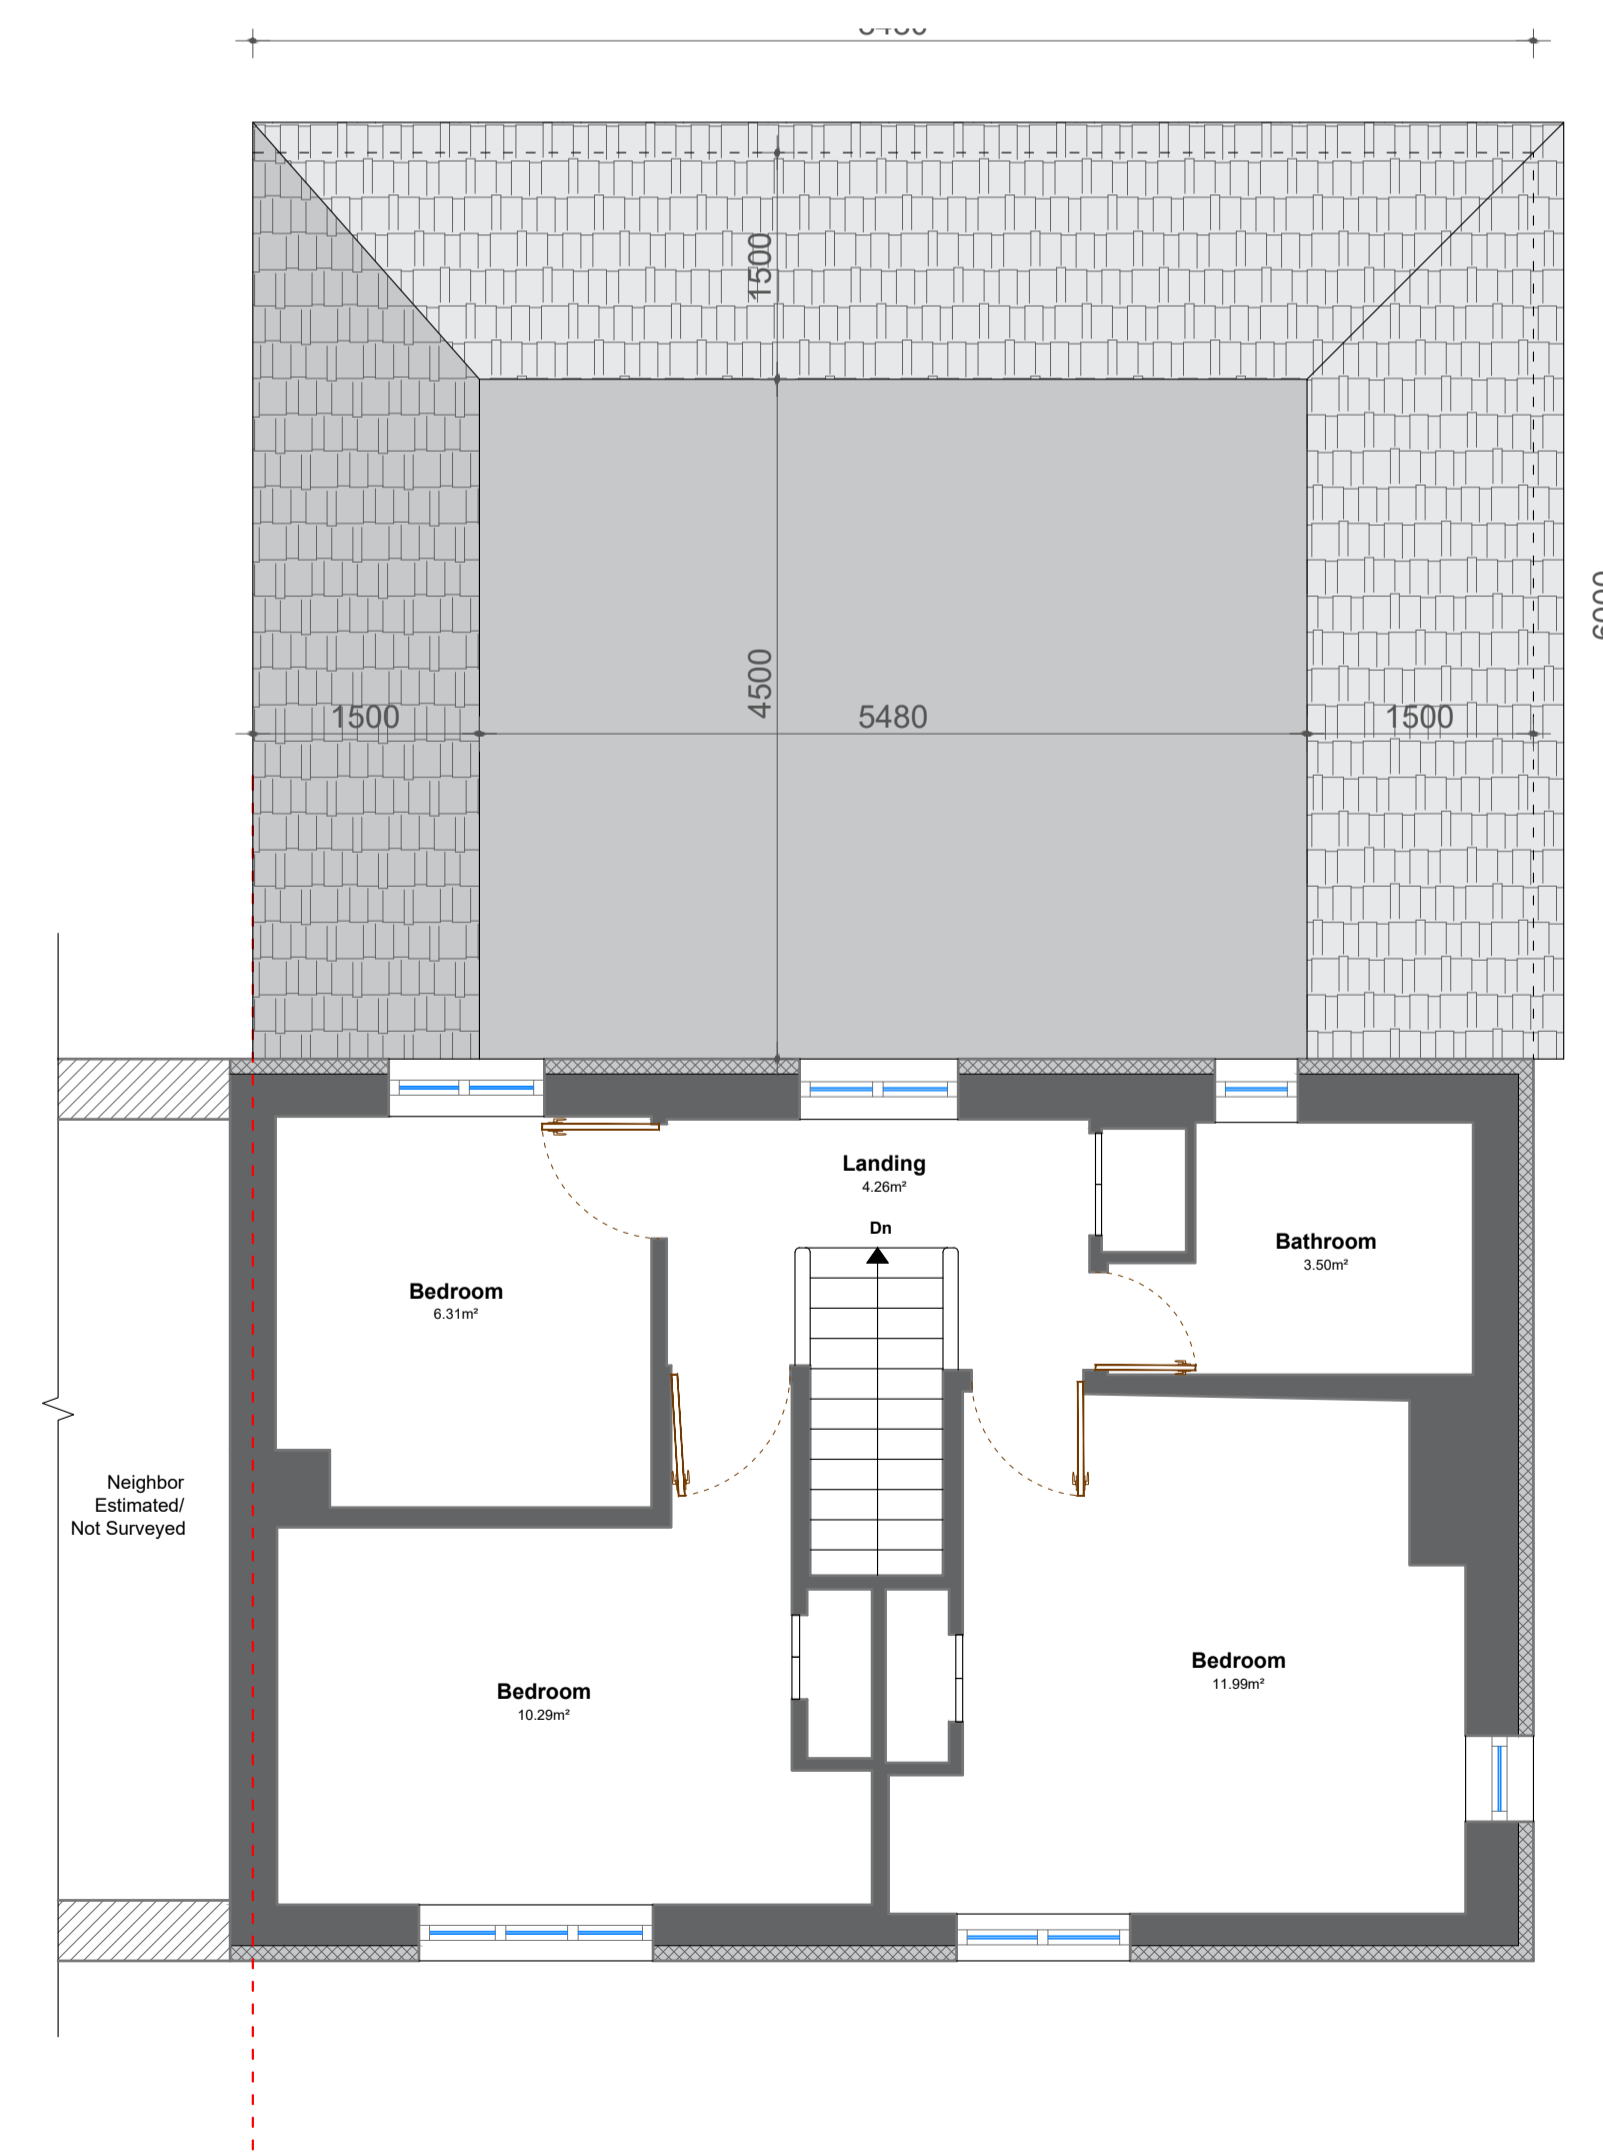 1500
4500
1500
5480
1500
Landing
4.26m²
Dn
Bathroom
3.50m²
Bedroom
6.31m²
Neighbor
Estimated/
Not Surveyed
Bedroom
11.99m²
Bedroom
10.29m²